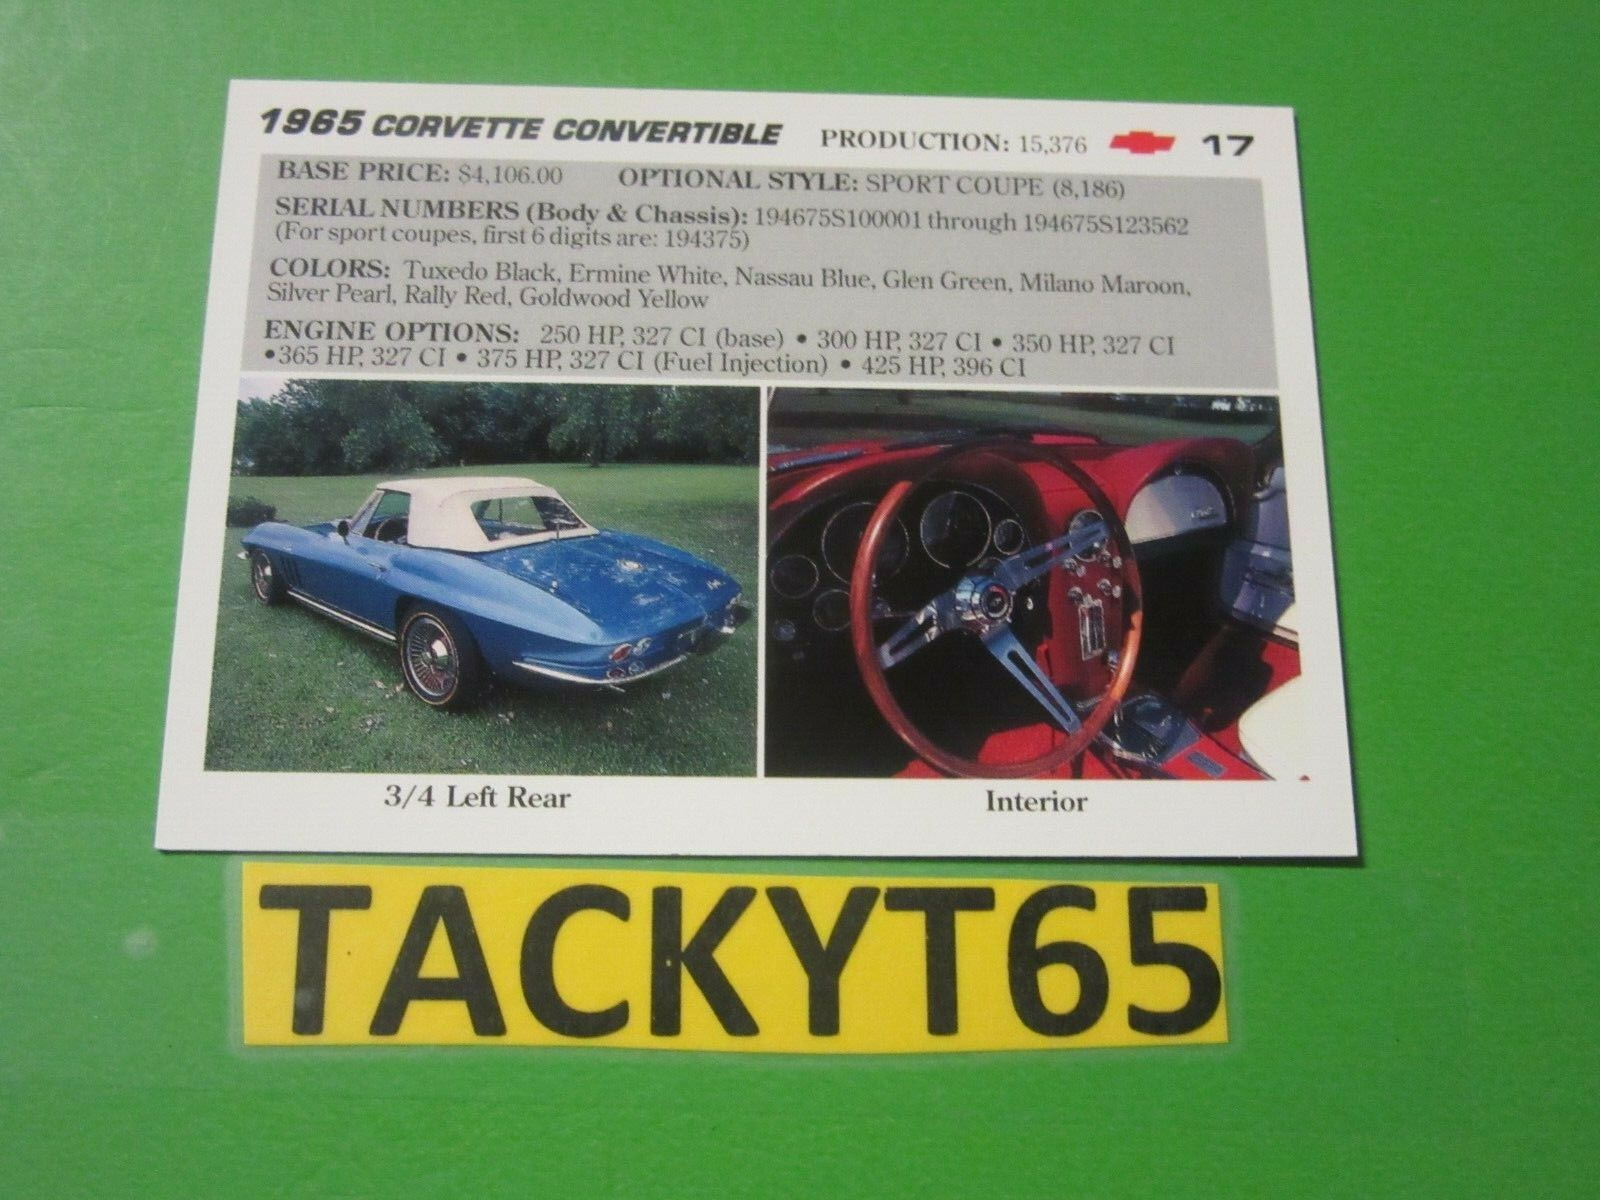 1965 CORVETTE CONVERTIBLE PRODUCTION: 15,376 17
BASE PRICE: $4,106.00 OPTIONAL STYLE: SPORT COUPE (8,186)
SERIAL NUMBERS (Body & Chassis): 194675S100001 through 194675S123562
(For sport coupes, first 6 digits are: 194375)
COLORS: Tuxedo Black, Ermine White, Nassau Blue, Glen Green, Milano Maroon,
Silver Pearl, Rally Red, Goldwood Yellow
ENGINE OPTIONS: 250 HP, 327 CI (base) • 300 HP, 327 CI • 350 HP, 327 CI
•365 HP, 327 CI • 375 HP, 327 CI (Fuel Injection) • 425 HP, 396 CI
3/4 Left Rear Interior
TACKYT65